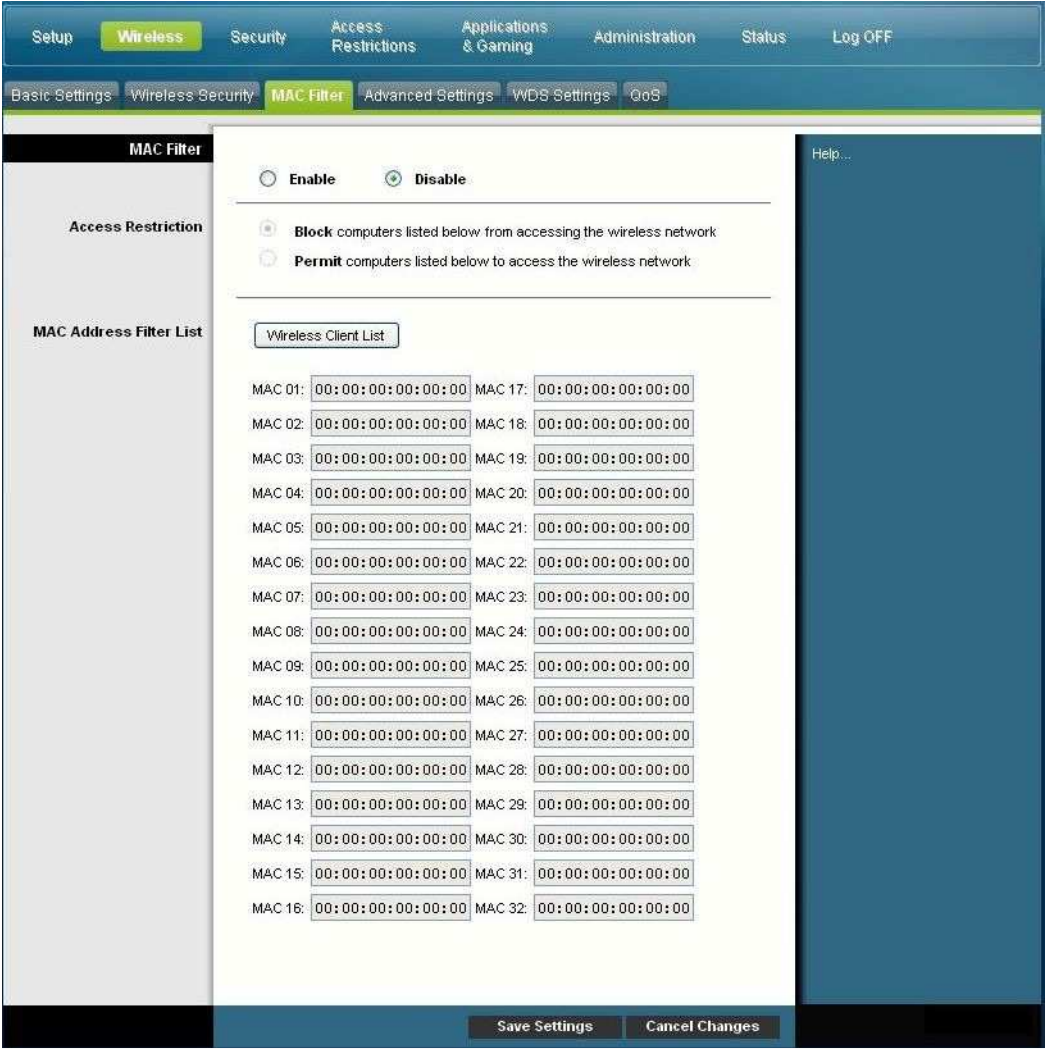 Setup Wireless Security Access Restrictions Applications & Gaming Administration Status Log OFF
Basic Settings Wireless Security MAC Filter Advanced Settings WDS Settings QoS
MAC Filter
Help...
Enable Disable
Access Restriction
Block computers listed below from accessing the wireless network
Permit computers listed below to access the wireless network
MAC Address Filter List
Wireless Client List
MAC 01: 00:00:00:00:00:00 MAC 17: 00:00:00:00:00:00
MAC 02: 00:00:00:00:00:00 MAC 18: 00:00:00:00:00:00
MAC 03: 00:00:00:00:00:00 MAC 19: 00:00:00:00:00:00
MAC 04: 00:00:00:00:00:00 MAC 20: 00:00:00:00:00:00
MAC 05: 00:00:00:00:00:00 MAC 21: 00:00:00:00:00:00
MAC 06: 00:00:00:00:00:00 MAC 22: 00:00:00:00:00:00
MAC 07: 00:00:00:00:00:00 MAC 23: 00:00:00:00:00:00
MAC 08: 00:00:00:00:00:00 MAC 24: 00:00:00:00:00:00
MAC 09: 00:00:00:00:00:00 MAC 25: 00:00:00:00:00:00
MAC 10: 00:00:00:00:00:00 MAC 26: 00:00:00:00:00:00
MAC 11: 00:00:00:00:00:00 MAC 27: 00:00:00:00:00:00
MAC 12: 00:00:00:00:00:00 MAC 28: 00:00:00:00:00:00
MAC 13: 00:00:00:00:00:00 MAC 29: 00:00:00:00:00:00
MAC 14: 00:00:00:00:00:00 MAC 30: 00:00:00:00:00:00
MAC 15: 00:00:00:00:00:00 MAC 31: 00:00:00:00:00:00
MAC 16: 00:00:00:00:00:00 MAC 32: 00:00:00:00:00:00
Save Settings Cancel Changes